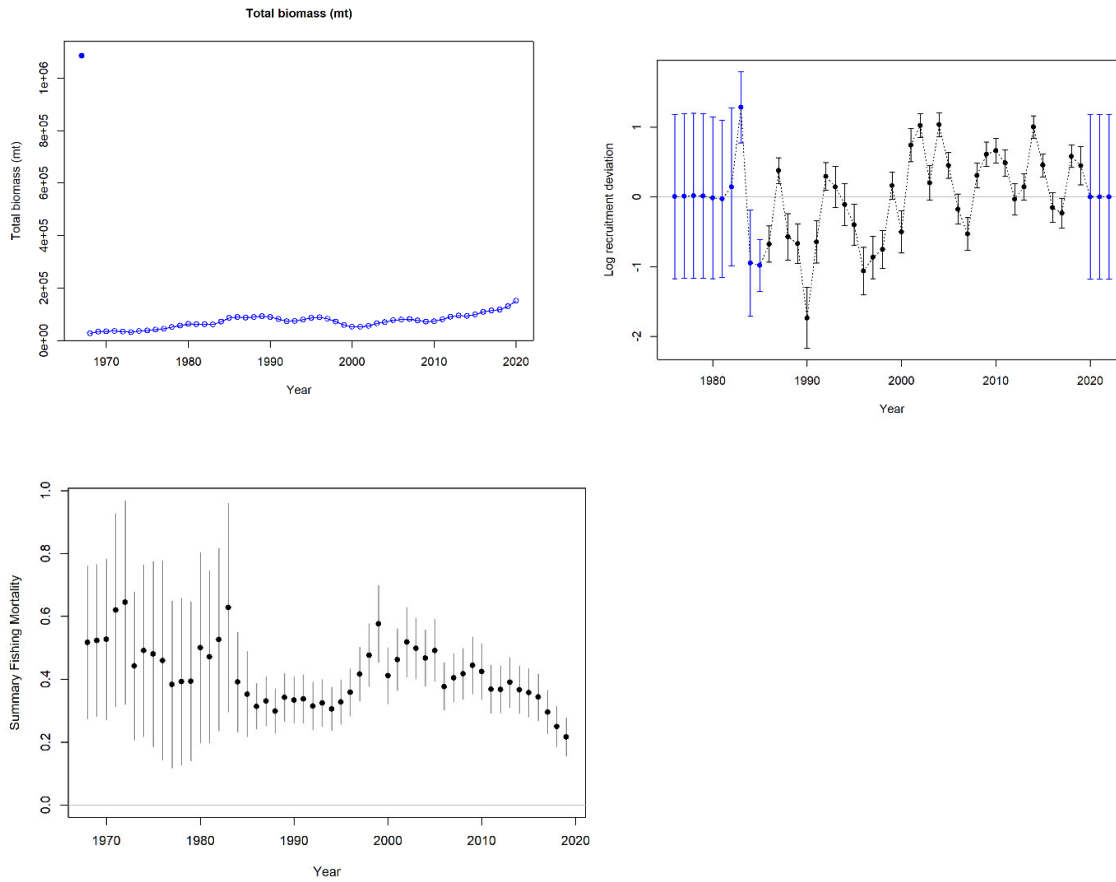 Total biomass (mt)
Total biomass (mt)
1e+06
8e+05
6e+05
4e+05
2e+05
0e+00
1970 1980 1990 2000 2010 2020
Year
Log recruitment deviation
1
0
-1
-2
1980 1990 2000 2010 2020
Year
Summary Fishing Mortality
1.0
0.8
0.6
0.4
0.2
0.0
1970 1980 1990 2000 2010 2020
Year